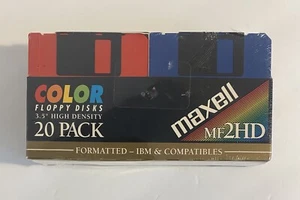 COLOR
FLOPPY DISKS
3.5" HIGH DENSITY
20 PACK
maxell
MF2HD
FORMATTED – IBM & COMPATIBLES